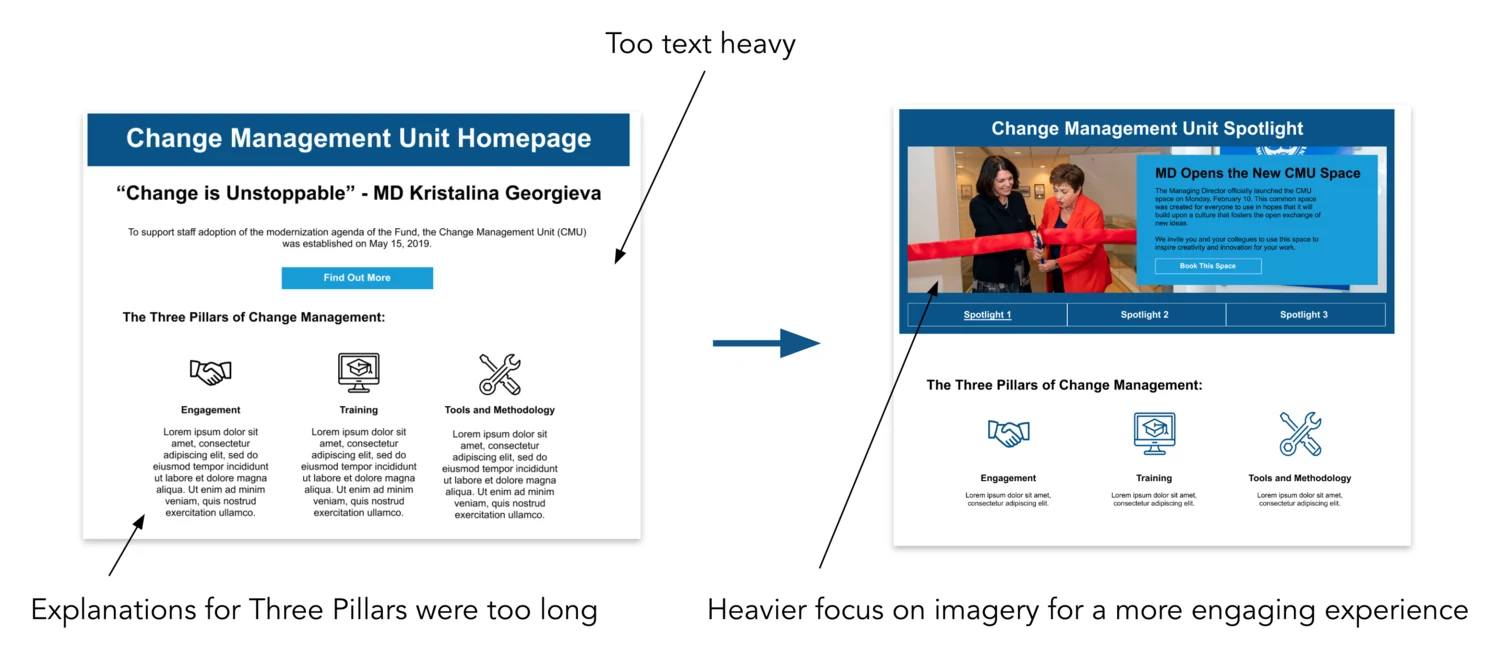 Too text heavy
Change Management Unit Homepage
“Change is Unstoppable” - MD Kristalina Georgieva
To support staff adoption of the modernization agenda of the Fund, the Change Management Unit (CMU)
was established on May 15, 2019.
Find Out More
The Three Pillars of Change Management:
Engagement
Lorem ipsum dolor sit
amet, consectetur
adipiscing elit, sed do
eiusmod tempor incididunt
ut labore et dolore magna
aliqua. Ut enim ad minim
veniam, quis nostrud
exercitation ullamco.
Training
Lorem ipsum dolor sit
amet, consectetur
adipiscing elit, sed do
eiusmod tempor incididunt
ut labore et dolore magna
aliqua. Ut enim ad minim
veniam, quis nostrud
exercitation ullamco.
Tools and Methodology
Lorem ipsum dolor sit
amet, consectetur
adipiscing elit, sed do
eiusmod tempor incididunt
ut labore et dolore magna
aliqua. Ut enim ad minim
veniam, quis nostrud
exercitation ullamco.
Explanations for Three Pillars were too long
Change Management Unit Spotlight
MD Opens the New CMU Space
The Managing Director officially launched the CMU
space on Monday, February 10. This common space
was created for everyone to use in hopes that it will
build upon a culture that fosters the open exchange of
new ideas.
We invite you and your collegues to use this space to
inspire creativity and innovation for your work.
Book This Space
Spotlight 1
Spotlight 2
Spotlight 3
The Three Pillars of Change Management:
Engagement
Lorem ipsum dolor sit amet,
consectetur adipiscing elit.
Training
Lorem ipsum dolor sit amet,
consectetur adipiscing elit.
Tools and Methodology
Lorem ipsum dolor sit amet,
consectetur adipiscing elit.
Heavier focus on imagery for a more engaging experience